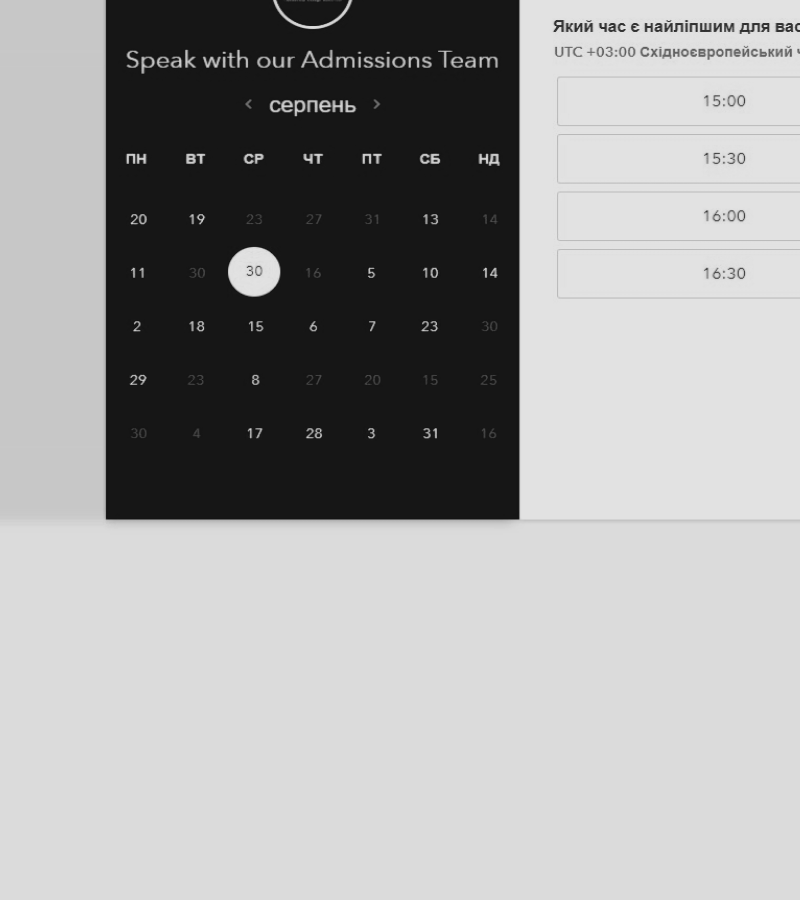 Speak with our Admissions Team
серпень
ПН ВТ СР ЧТ ПТ СБ НД
20 19 23 27 31 13 14
11 30 30 16 5 10 14
2 18 15 6 7 23 30
29 23 8 27 20 15 25
30 4 17 28 3 31 16
Який час є найліпшим для вас
UTC +03:00 Східноєвропейський
15:00
15:30
16:00
16:30